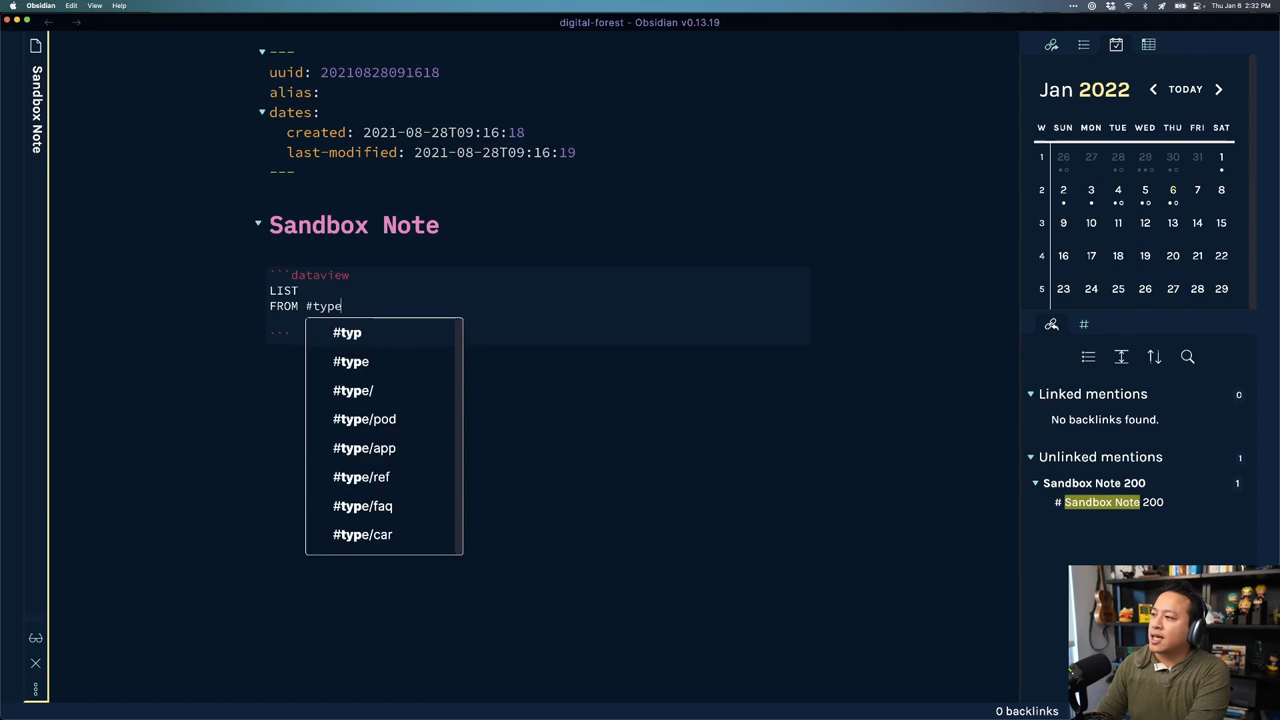 Obsidian Edit View Help
Thu Jan 6 2:32 PM
digital-forest - Obsidian v0.13.19
Sandbox Note
---
uuid: 20210828091618
alias:
dates:
created: 2021-08-28T09:16:18
last-modified: 2021-08-28T09:16:19
---
Sandbox Note
```dataview
LIST
FROM #type
```
#typ
#type
#type/
#type/pod
#type/app
#type/ref
#type/faq
#type/car
Jan 2022
TODAY
W SUN MON TUE WED THU FRI SAT
1 26 27 28 29 30 31 1
2 2 3 4 5 6 7 8
3 9 10 11 12 13 14 15
4 16 17 18 19 20 21 22
5 23 24 25 26 27 28 29
Linked mentions 0
No backlinks found.
Unlinked mentions 1
Sandbox Note 200 1
# Sandbox Note 200
0 backlinks